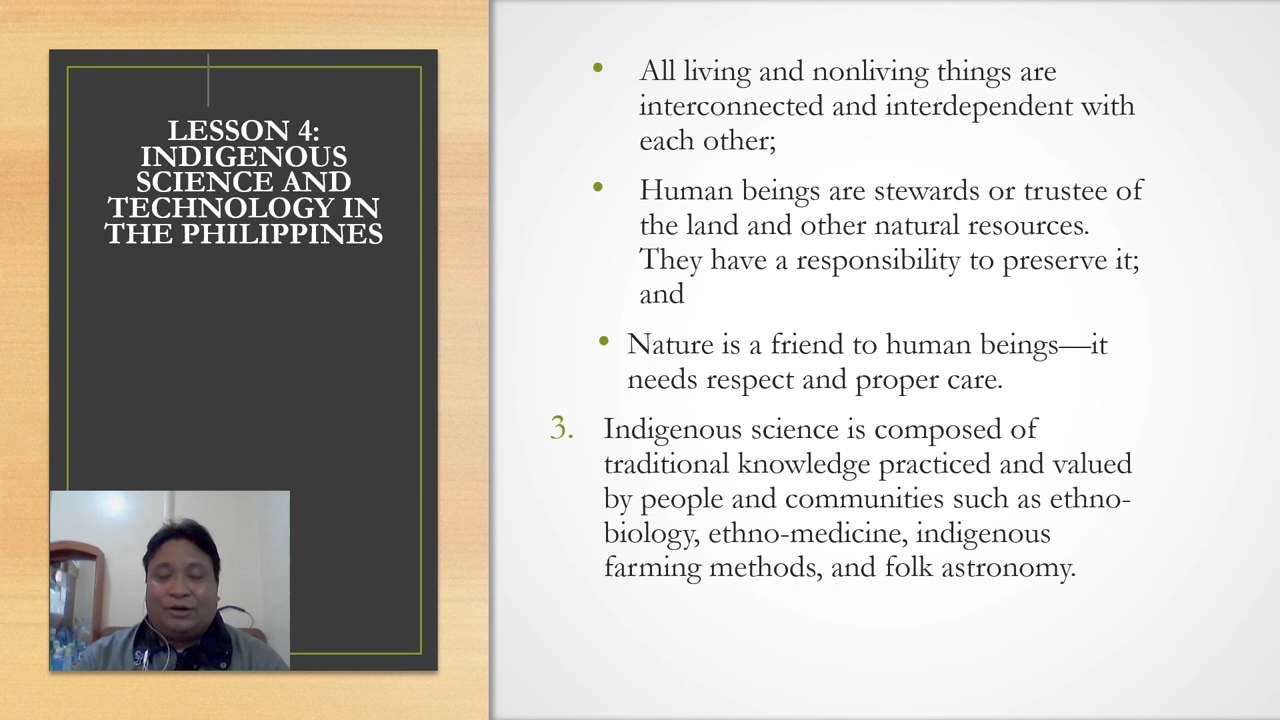 LESSON 4:
INDIGENOUS
SCIENCE AND
TECHNOLOGY IN
THE PHILIPPINES
• All living and nonliving things are
interconnected and interdependent with
each other;
• Human beings are stewards or trustee of
the land and other natural resources.
They have a responsibility to preserve it;
and
• Nature is a friend to human beings—it
needs respect and proper care.
3. Indigenous science is composed of
traditional knowledge practiced and valued
by people and communities such as ethno-
biology, ethno-medicine, indigenous
farming methods, and folk astronomy.